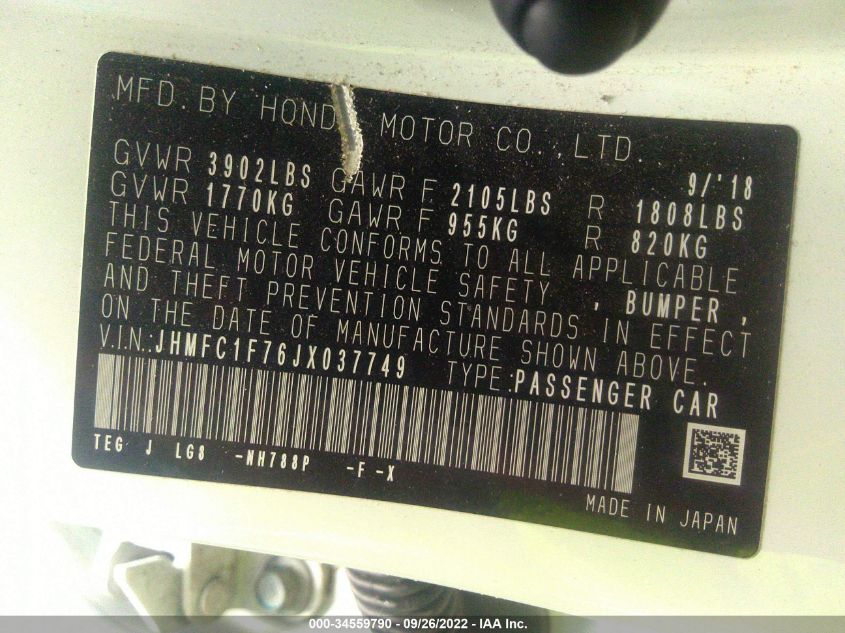 MFD. BY HONDA MOTOR CO., LTD.
9/'18
GVWR 3902LBS GAWR F 2105LBS R 1808LBS
GVWR 1770KG GAWR F 955KG R 820KG
THIS VEHICLE CONFORMS TO ALL APPLICABLE
FEDERAL MOTOR VEHICLE SAFETY , BUMPER ,
AND THEFT PREVENTION STANDARDS IN EFFECT
ON THE DATE OF MANUFACTURE SHOWN ABOVE.
V.I.N.:JHMFC1F76JX037749 TYPE:PASSENGER CAR
TEG J LG8 -NH788P -F -X
MADE IN JAPAN
000-34559790 - 09/26/2022 - IAA Inc.